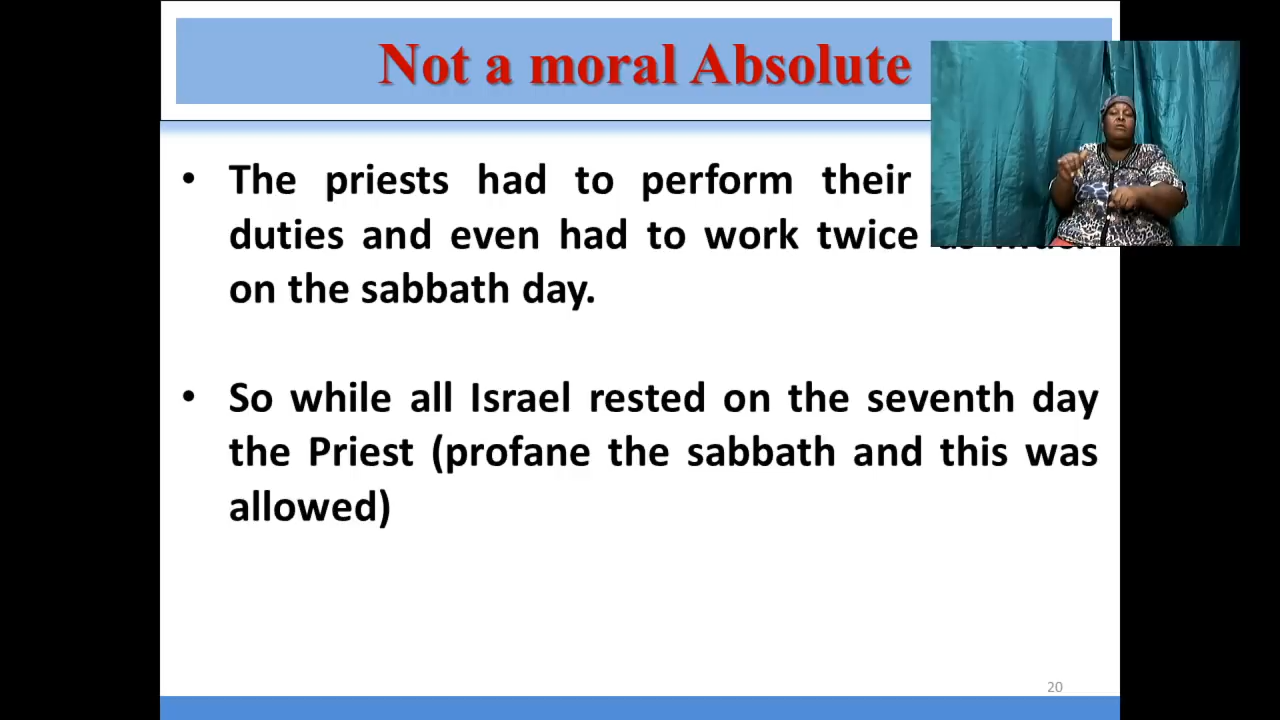 Not a moral Absolute
• The priests had to perform their
duties and even had to work twice
on the sabbath day.
• So while all Israel rested on the seventh day
the Priest (profane the sabbath and this was
allowed)
20